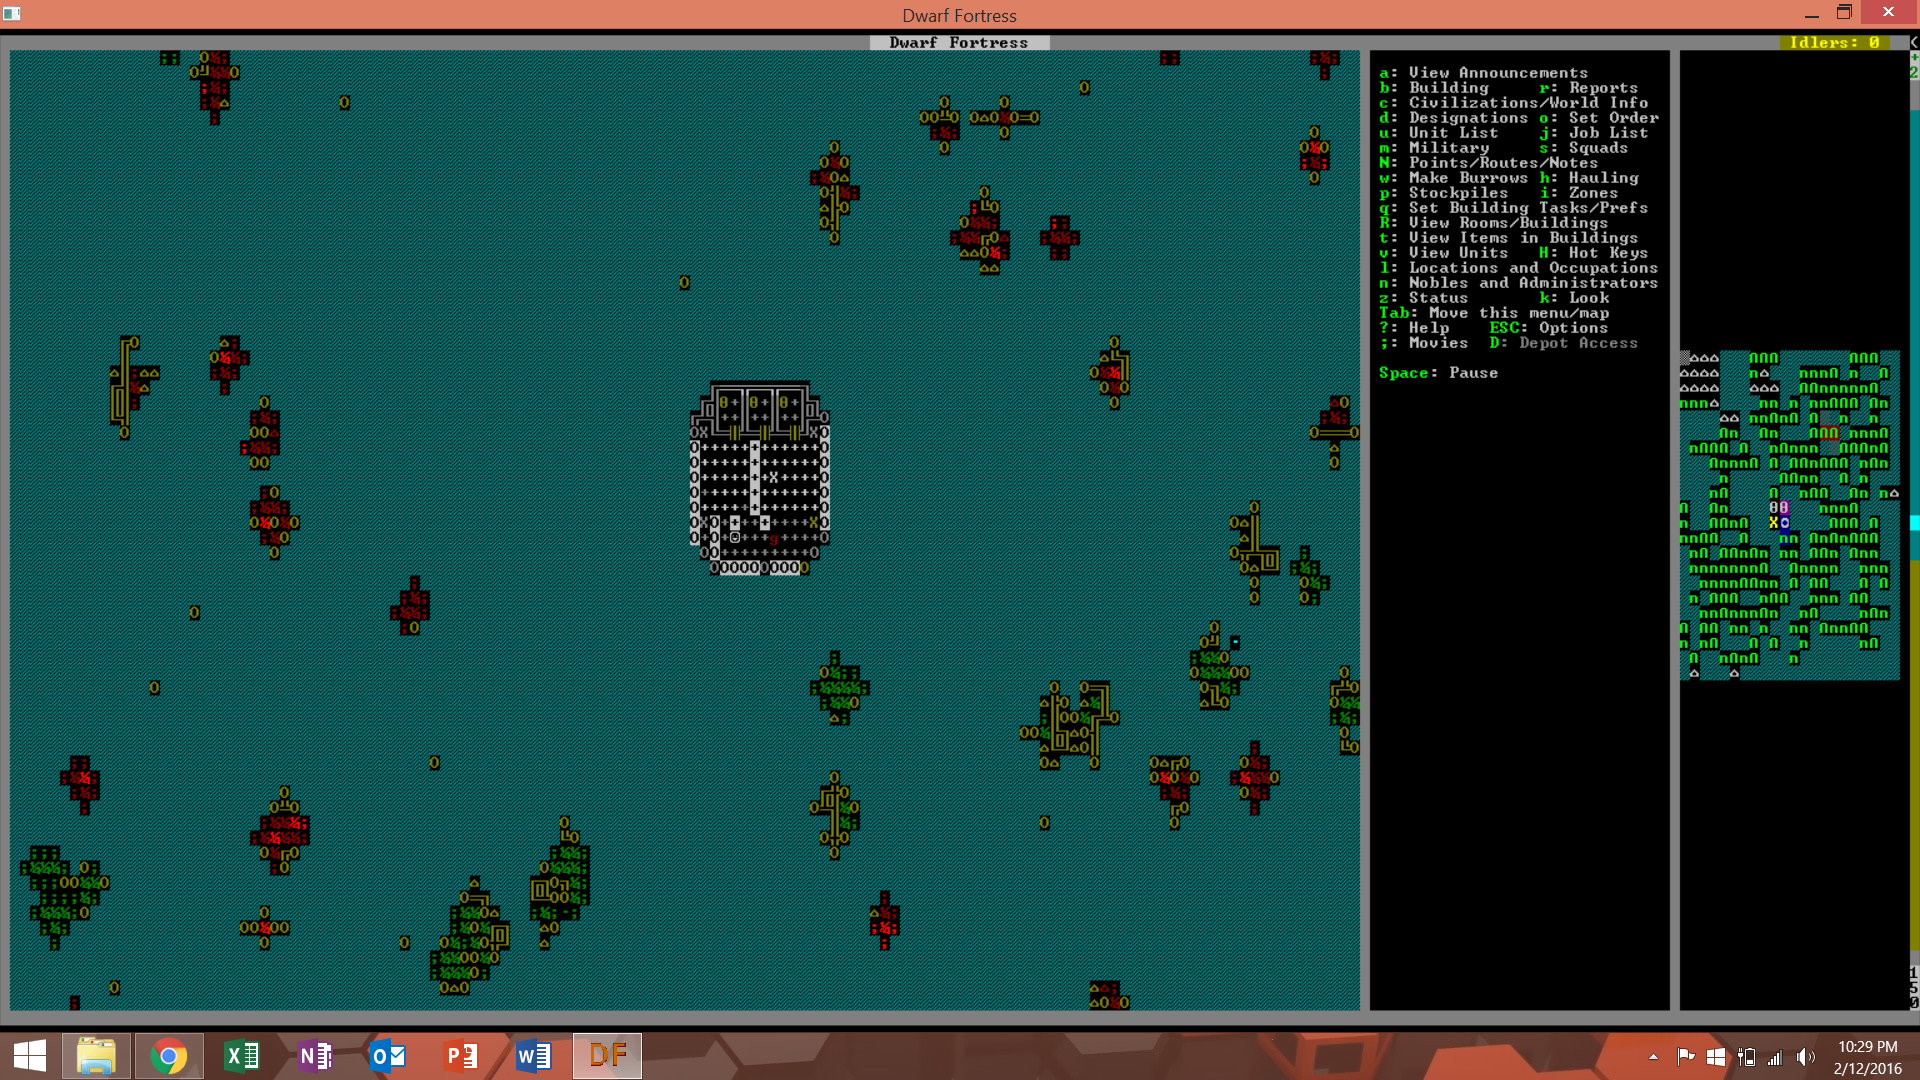 Dwarf Fortress
Dwarf Fortress
Idlers: 0
a: View Announcements
b: Building r: Reports
c: Civilizations/World Info
d: Designations o: Set Order
u: Unit List j: Job List
m: Military s: Squads
N: Points/Routes/Notes
w: Make Burrows h: Hauling
p: Stockpiles i: Zones
q: Set Building Tasks/Prefs
R: View Rooms/Buildings
t: View Items in Buildings
v: View Units H: Hot Keys
l: Locations and Occupations
n: Nobles and Administrators
z: Status k: Look
Tab: Move this menu/map
?: Help ESC: Options
;: Movies D: Depot Access
Space: Pause
DF
10:29 PM
2/12/2016